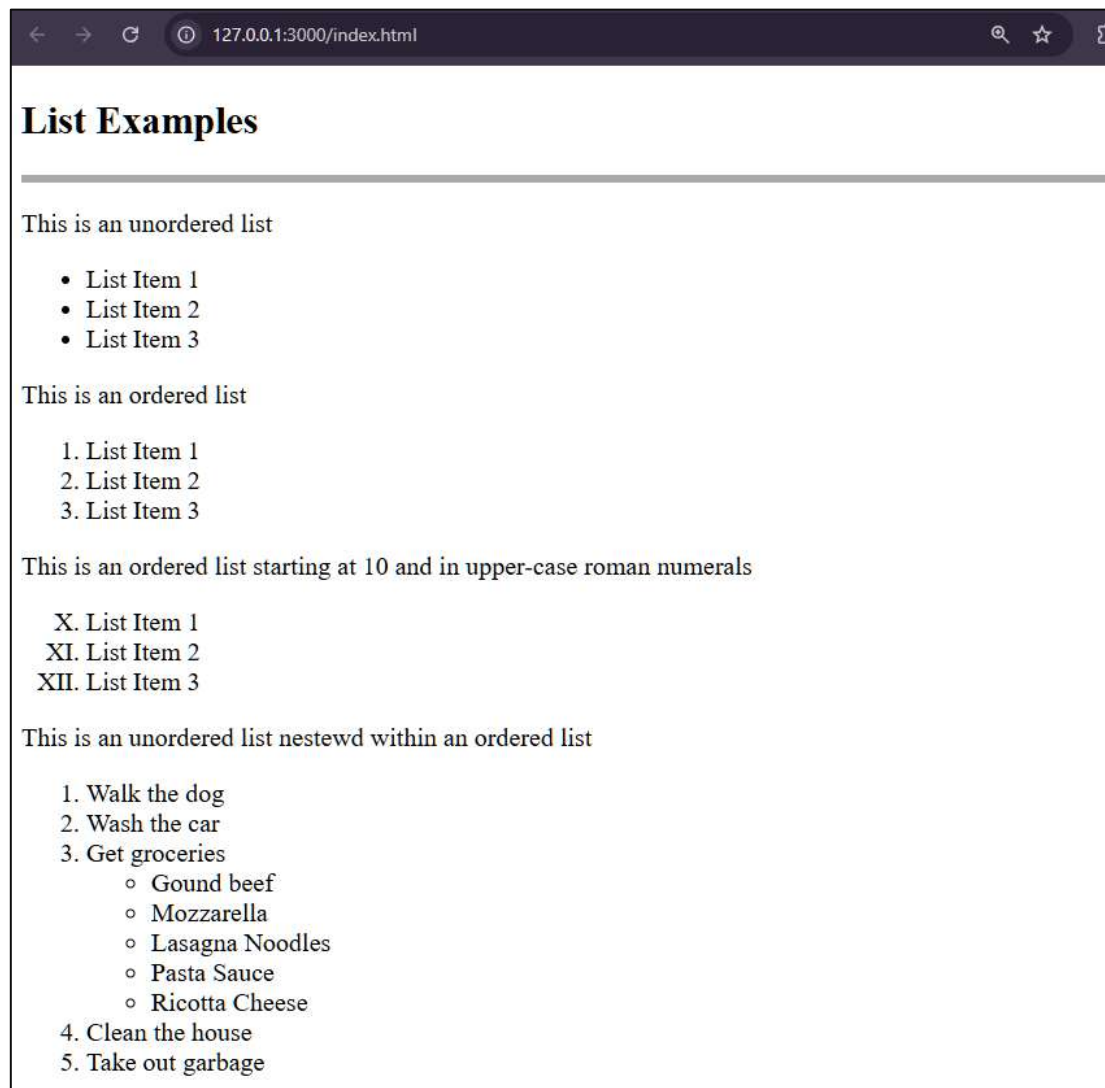 127.0.0.1:3000/index.html
List Examples
This is an unordered list
• List Item 1
• List Item 2
• List Item 3
This is an ordered list
1. List Item 1
2. List Item 2
3. List Item 3
This is an ordered list starting at 10 and in upper-case roman numerals
X. List Item 1
XI. List Item 2
XII. List Item 3
This is an unordered list nestewd within an ordered list
1. Walk the dog
2. Wash the car
3. Get groceries
◦ Gound beef
◦ Mozzarella
◦ Lasagna Noodles
◦ Pasta Sauce
◦ Ricotta Cheese
4. Clean the house
5. Take out garbage